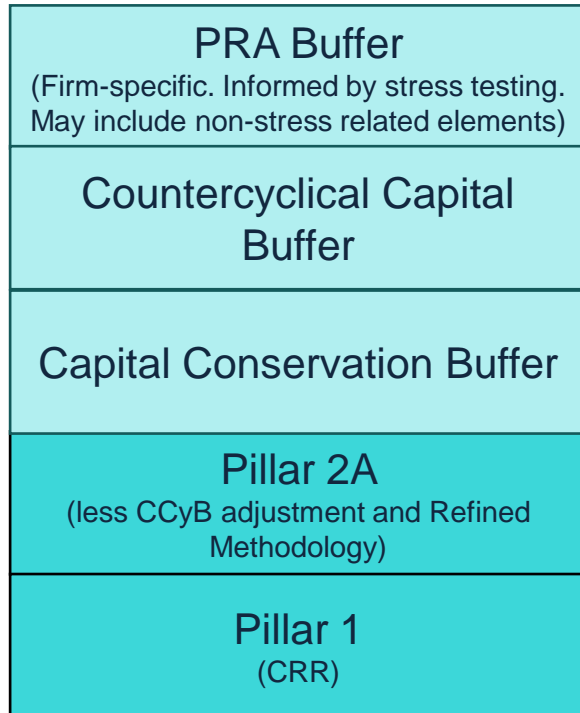 PRA Buffer
(Firm-specific. Informed by stress testing.
May include non-stress related elements)
Countercyclical Capital
Buffer
Capital Conservation Buffer
Pillar 2A
(less CCyB adjustment and Refined
Methodology)
Pillar 1
(CRR)